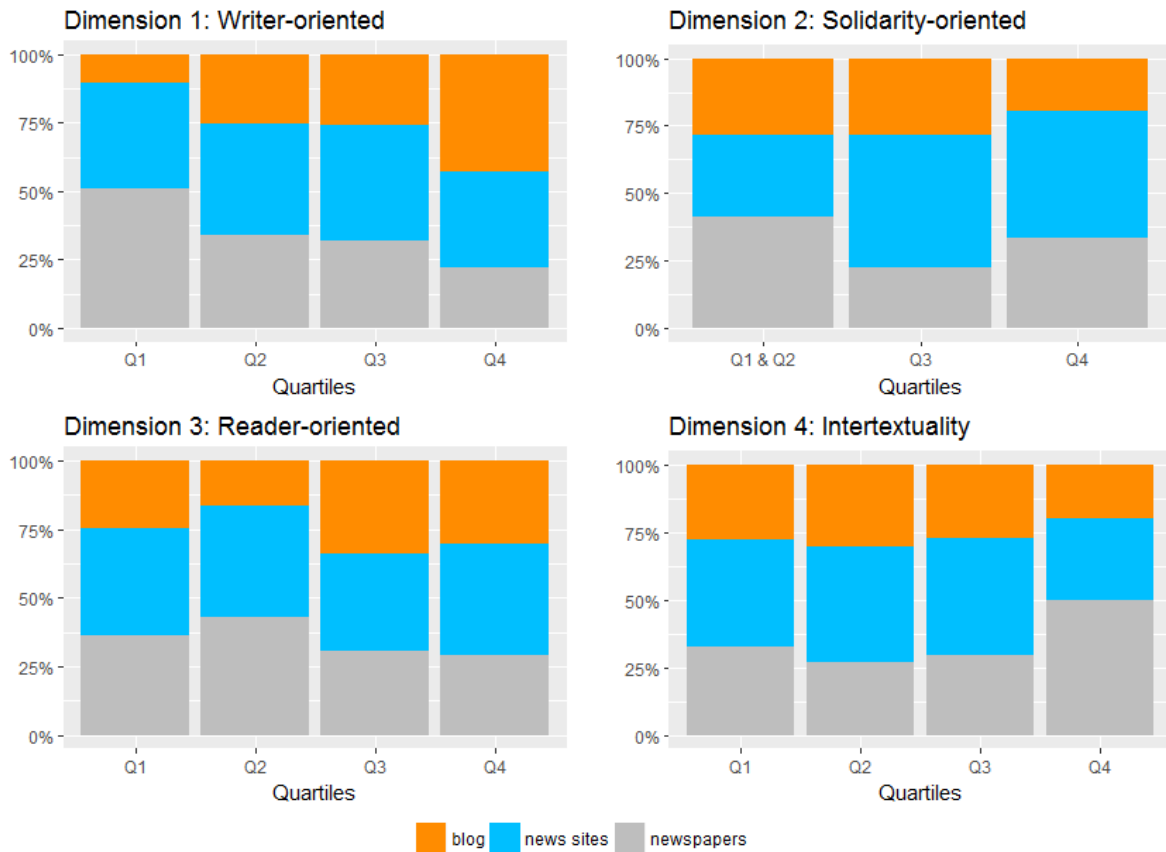 Dimension 1: Writer-oriented
100%
75%
50%
25%
0%
Q1 Q2 Q3 Q4
Quartiles
Dimension 2: Solidarity-oriented
100%
75%
50%
25%
0%
Q1 & Q2 Q3 Q4
Quartiles
Dimension 3: Reader-oriented
100%
75%
50%
25%
0%
Q1 Q2 Q3 Q4
Quartiles
Dimension 4: Intertextuality
100%
75%
50%
25%
0%
Q1 Q2 Q3 Q4
Quartiles
blog news sites newspapers